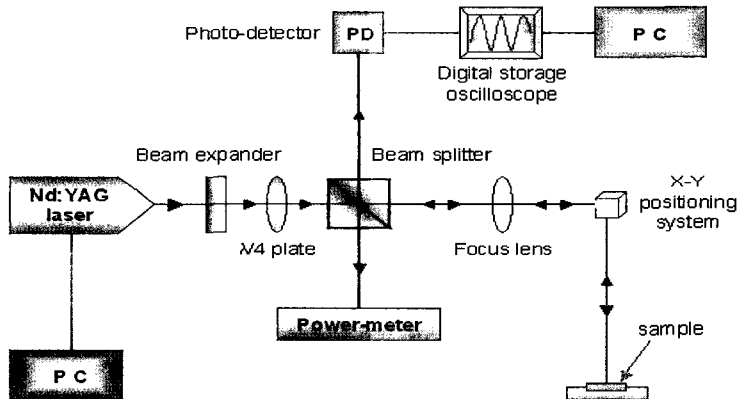 Photo-detector
PD
P C
Digital storage
oscilloscope
Beam expander
Beam splitter
Nd:YAG
laser
X-Y
positioning
system
λ/4 plate
Focus lens
Power-meter
sample
P C